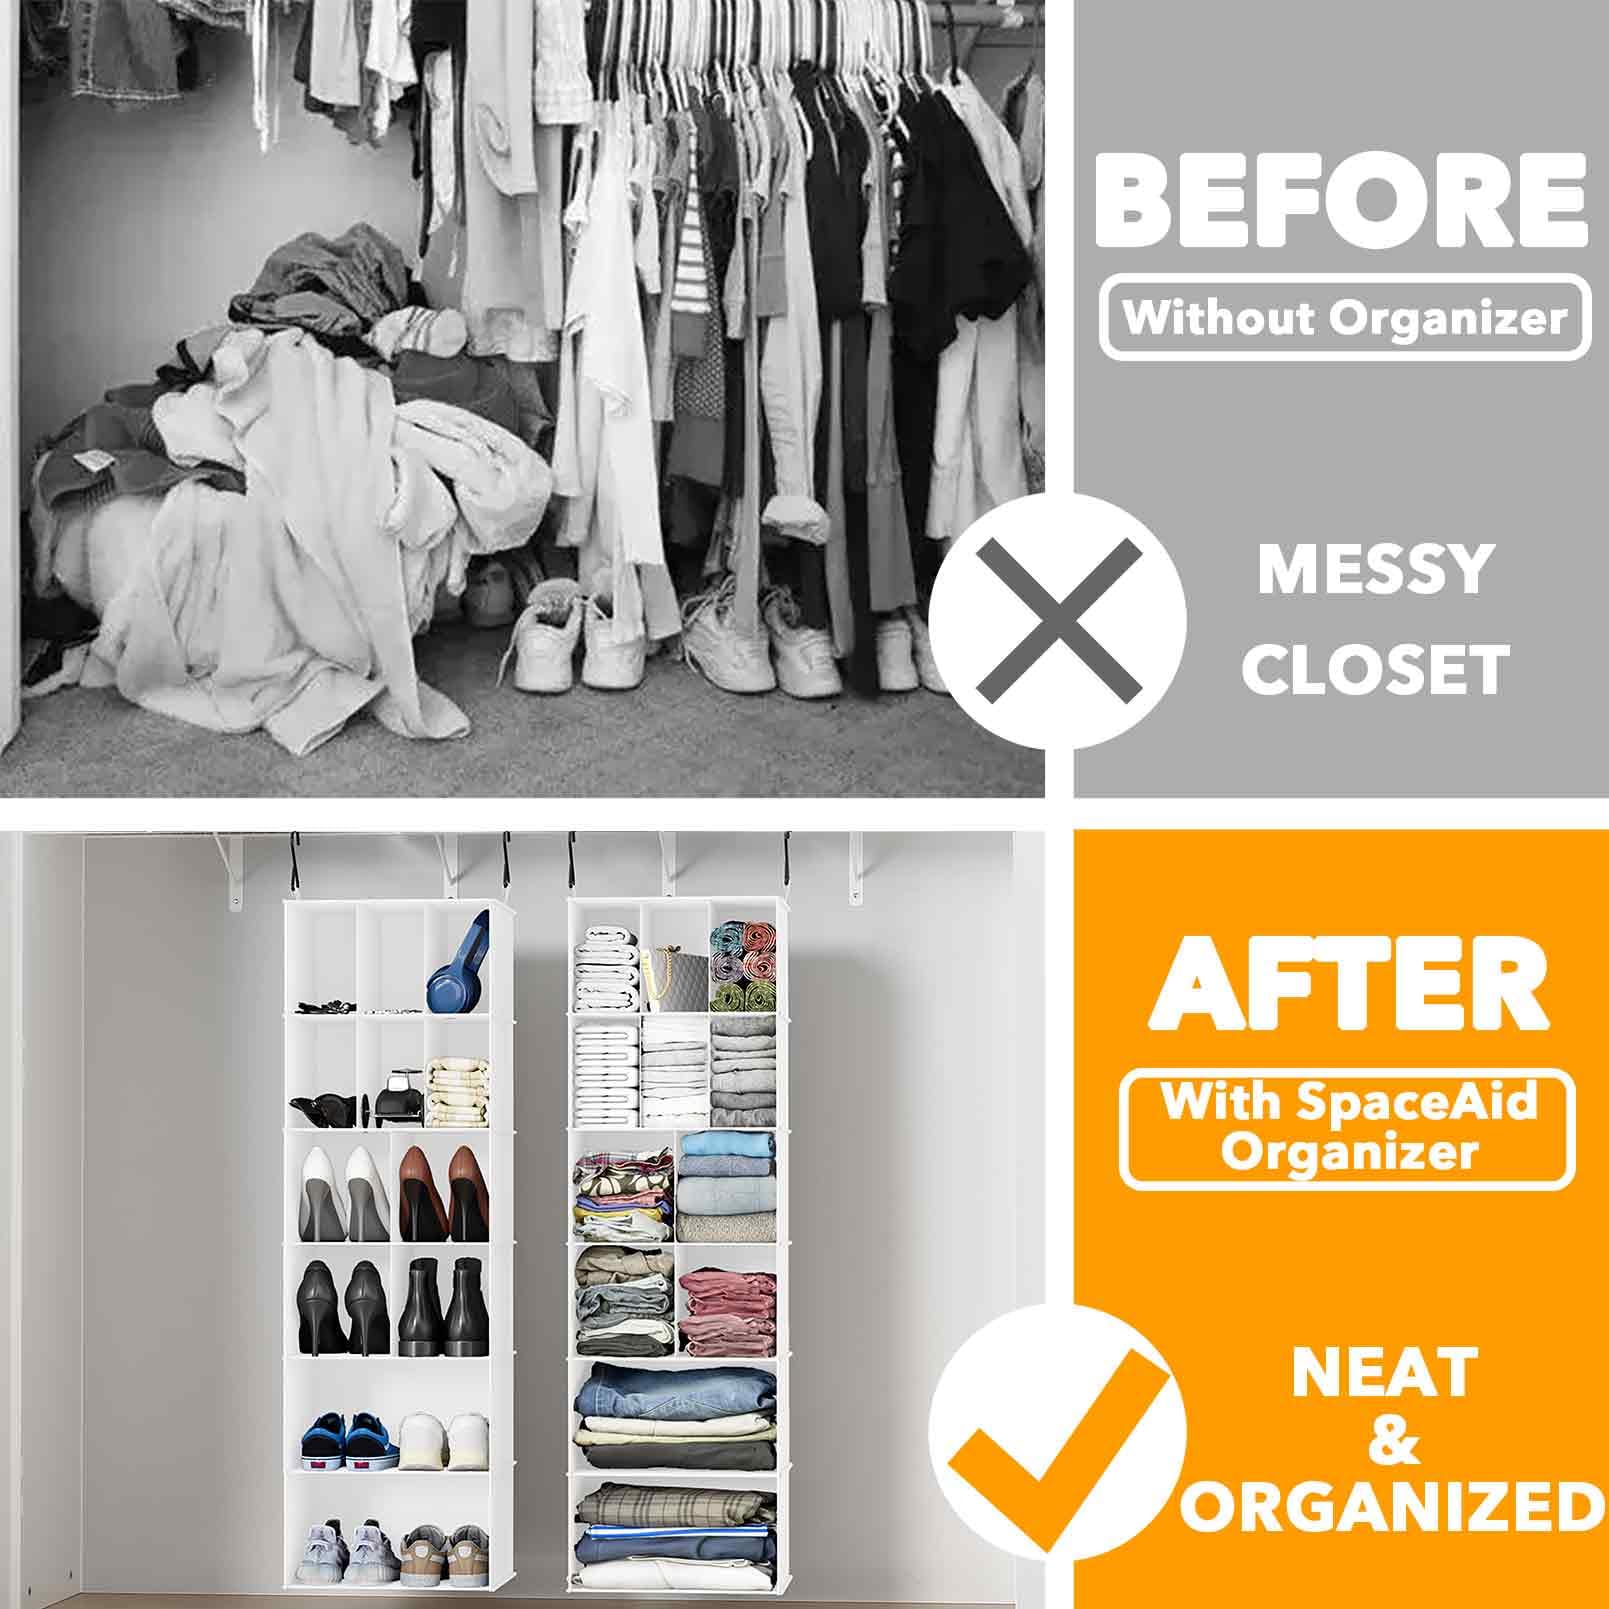 BEFORE
Without Organizer
MESSY
CLOSET
AFTER
With SpaceAid
Organizer
NEAT
&
ORGANIZED